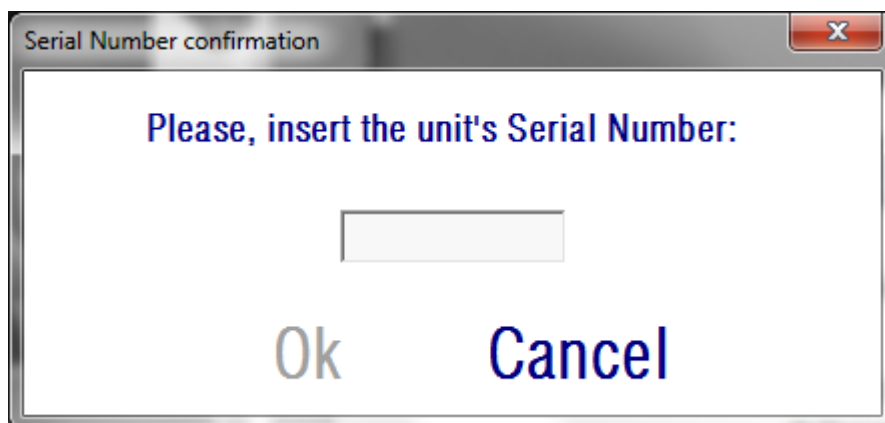 Serial Number confirmation
Please, insert the unit's Serial Number:
Ok Cancel